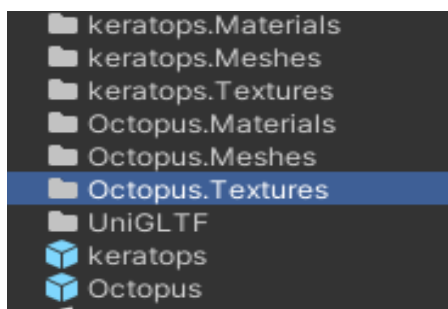 keratops.Materials
keratops.Meshes
keratops.Textures
Octopus.Materials
Octopus.Meshes
Octopus.Textures
UniGLTF
keratops
Octopus